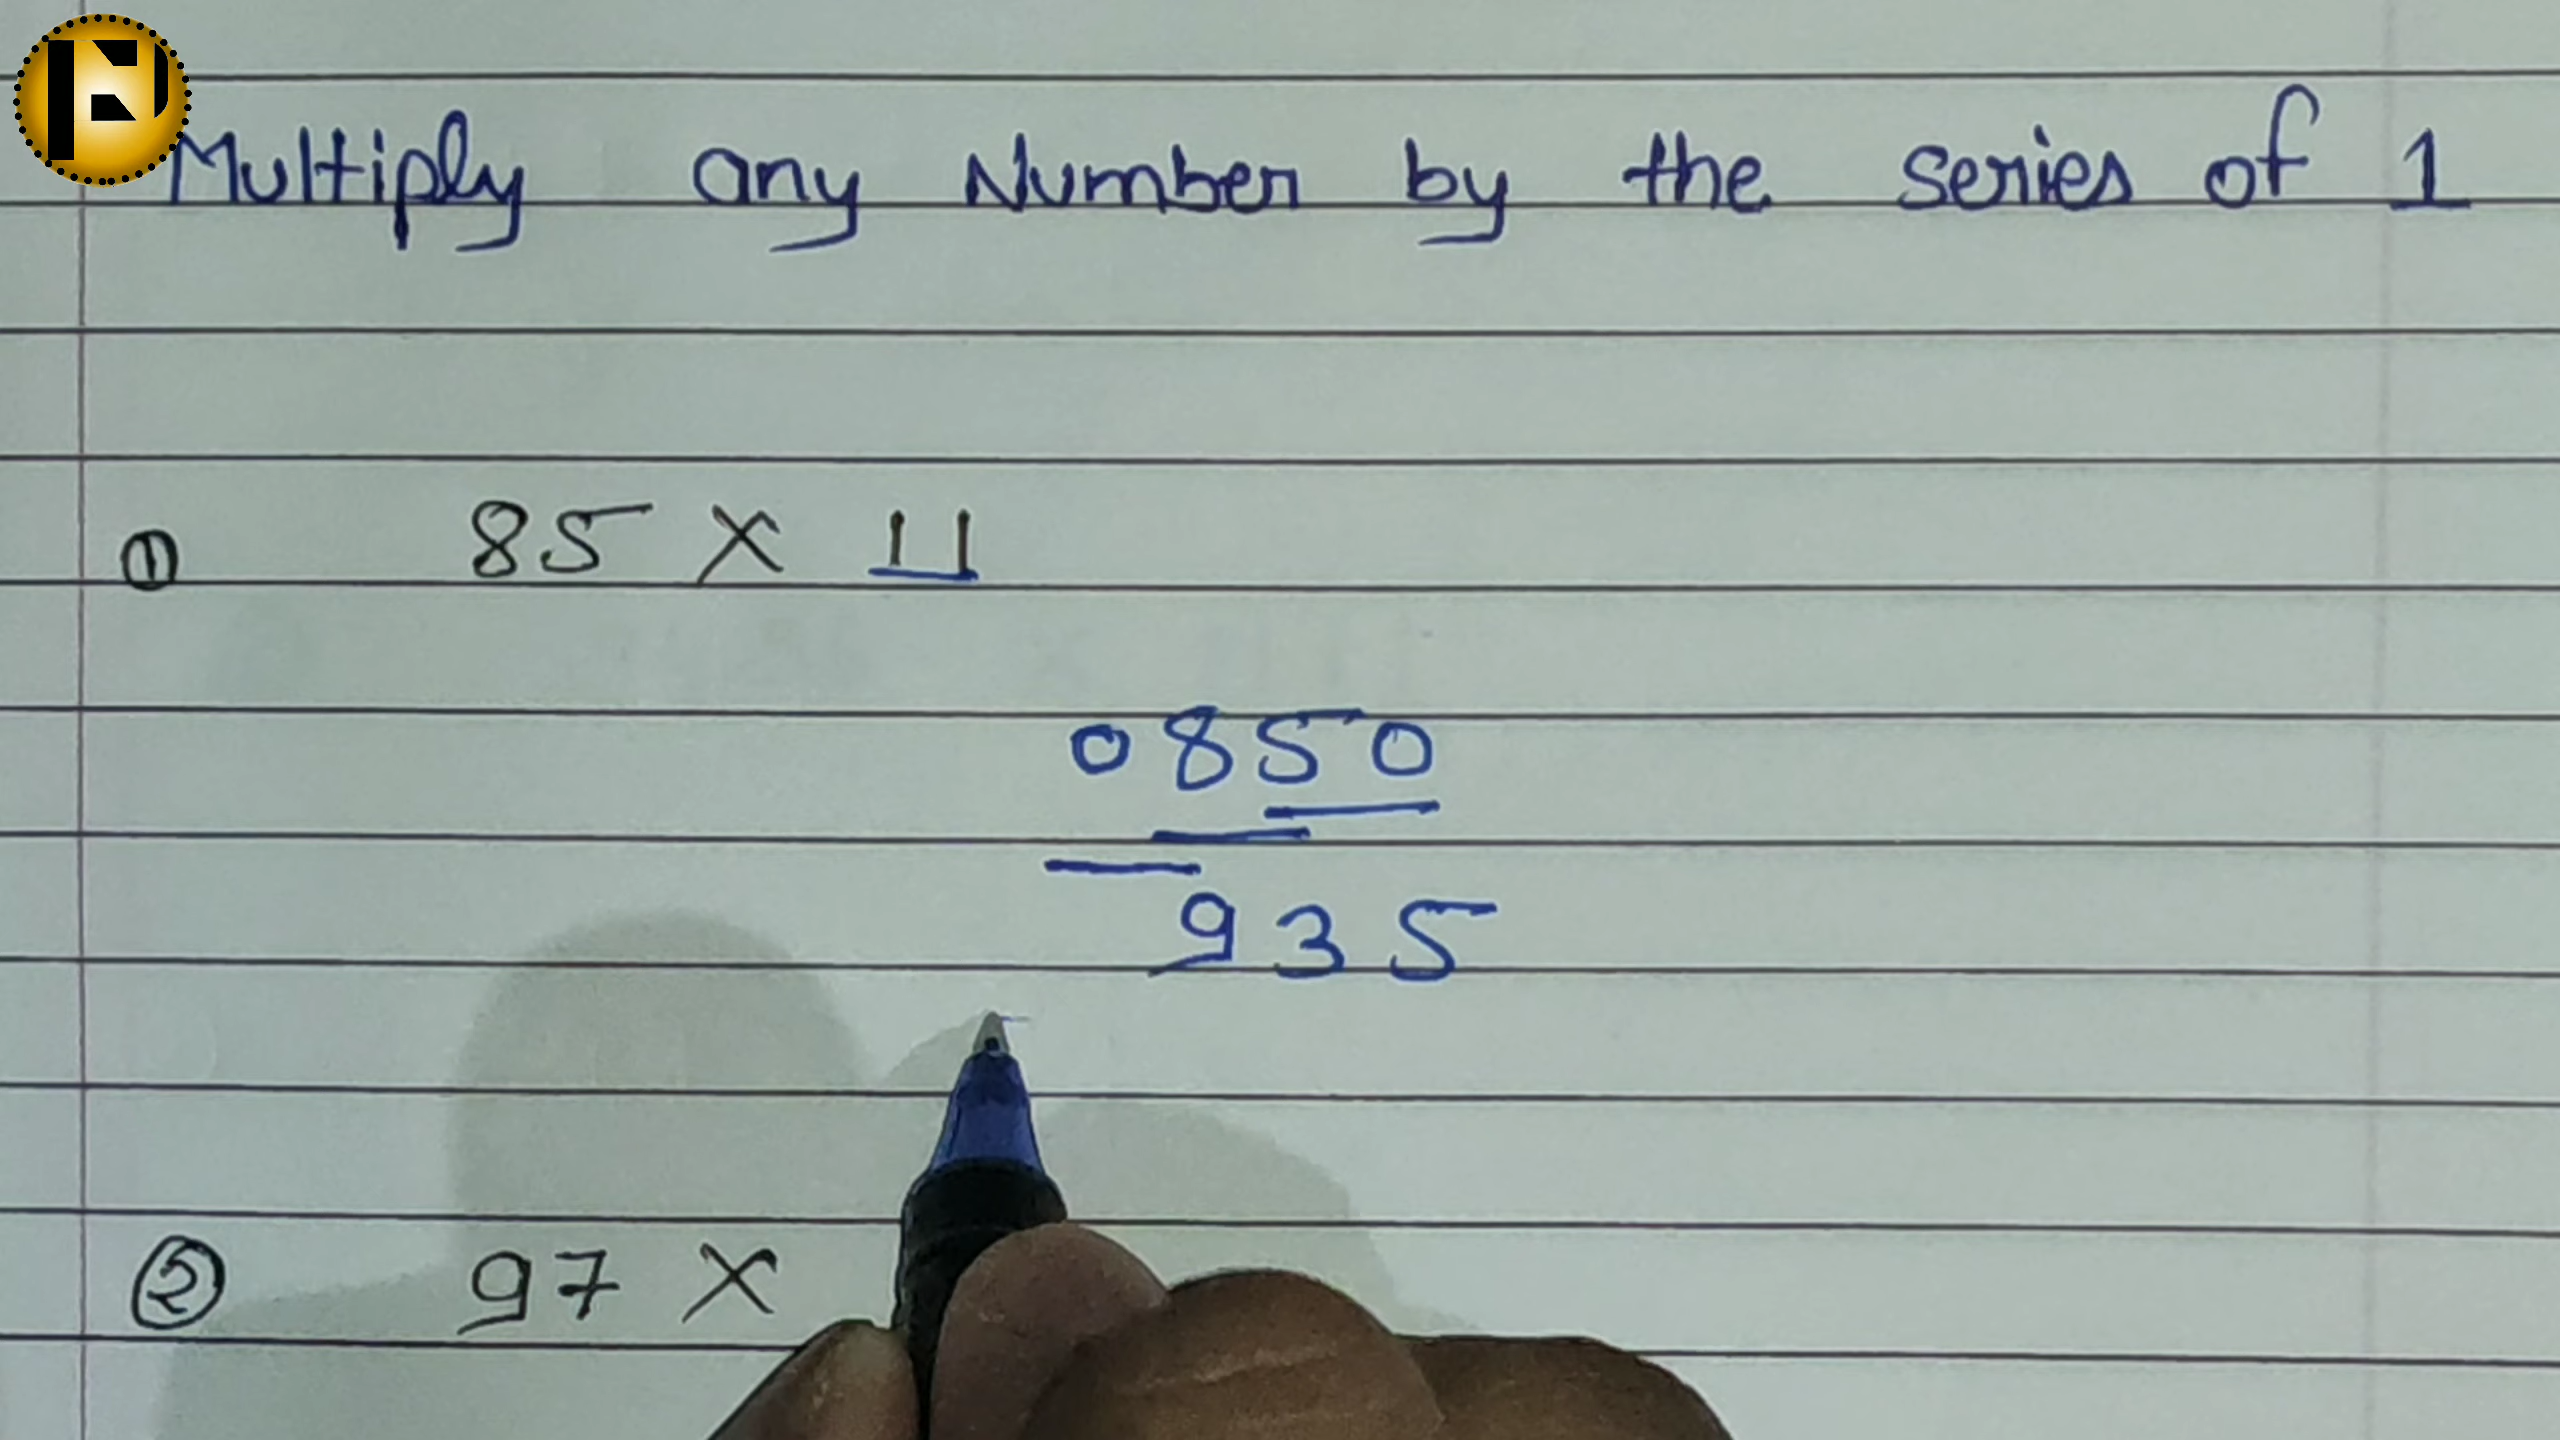 Multiply any Number by the series of 1
① 85 × 11
0850
935
② 97 ×